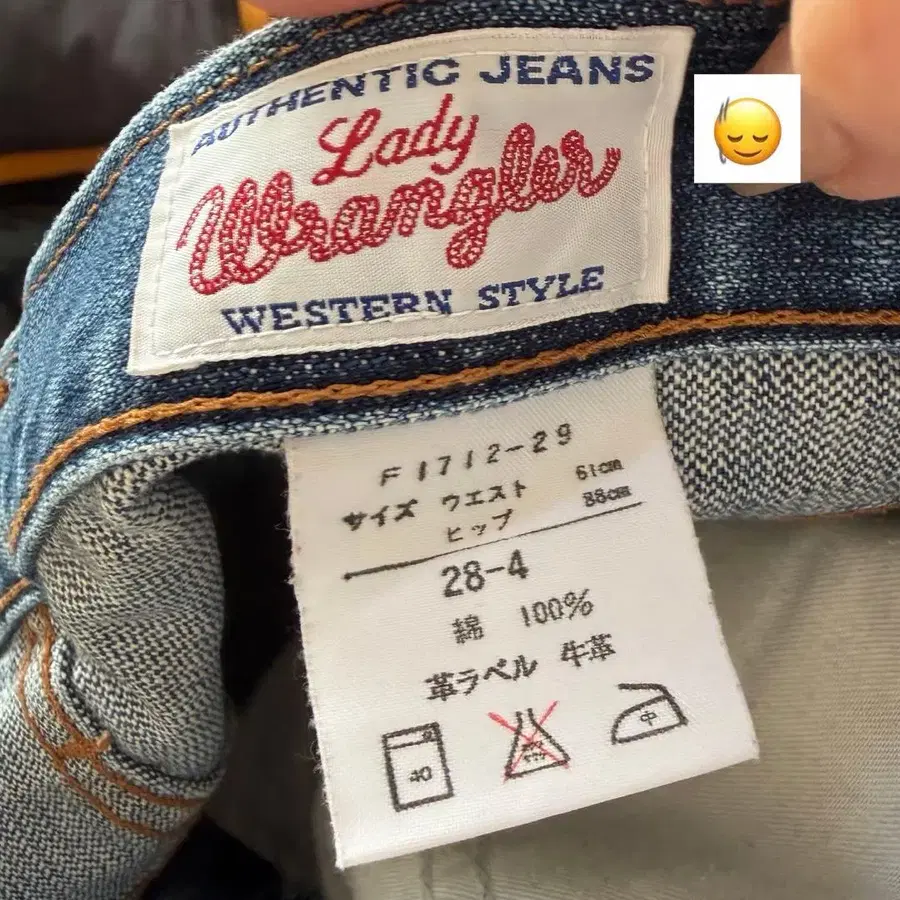 AUTHENTIC JEANS
Lady
Wrangler
WESTERN STYLE
F1712-29
サイズ ウエスト 61cm
ヒップ 88cm
28-4
綿 100%
革ラベル 牛革
40
中